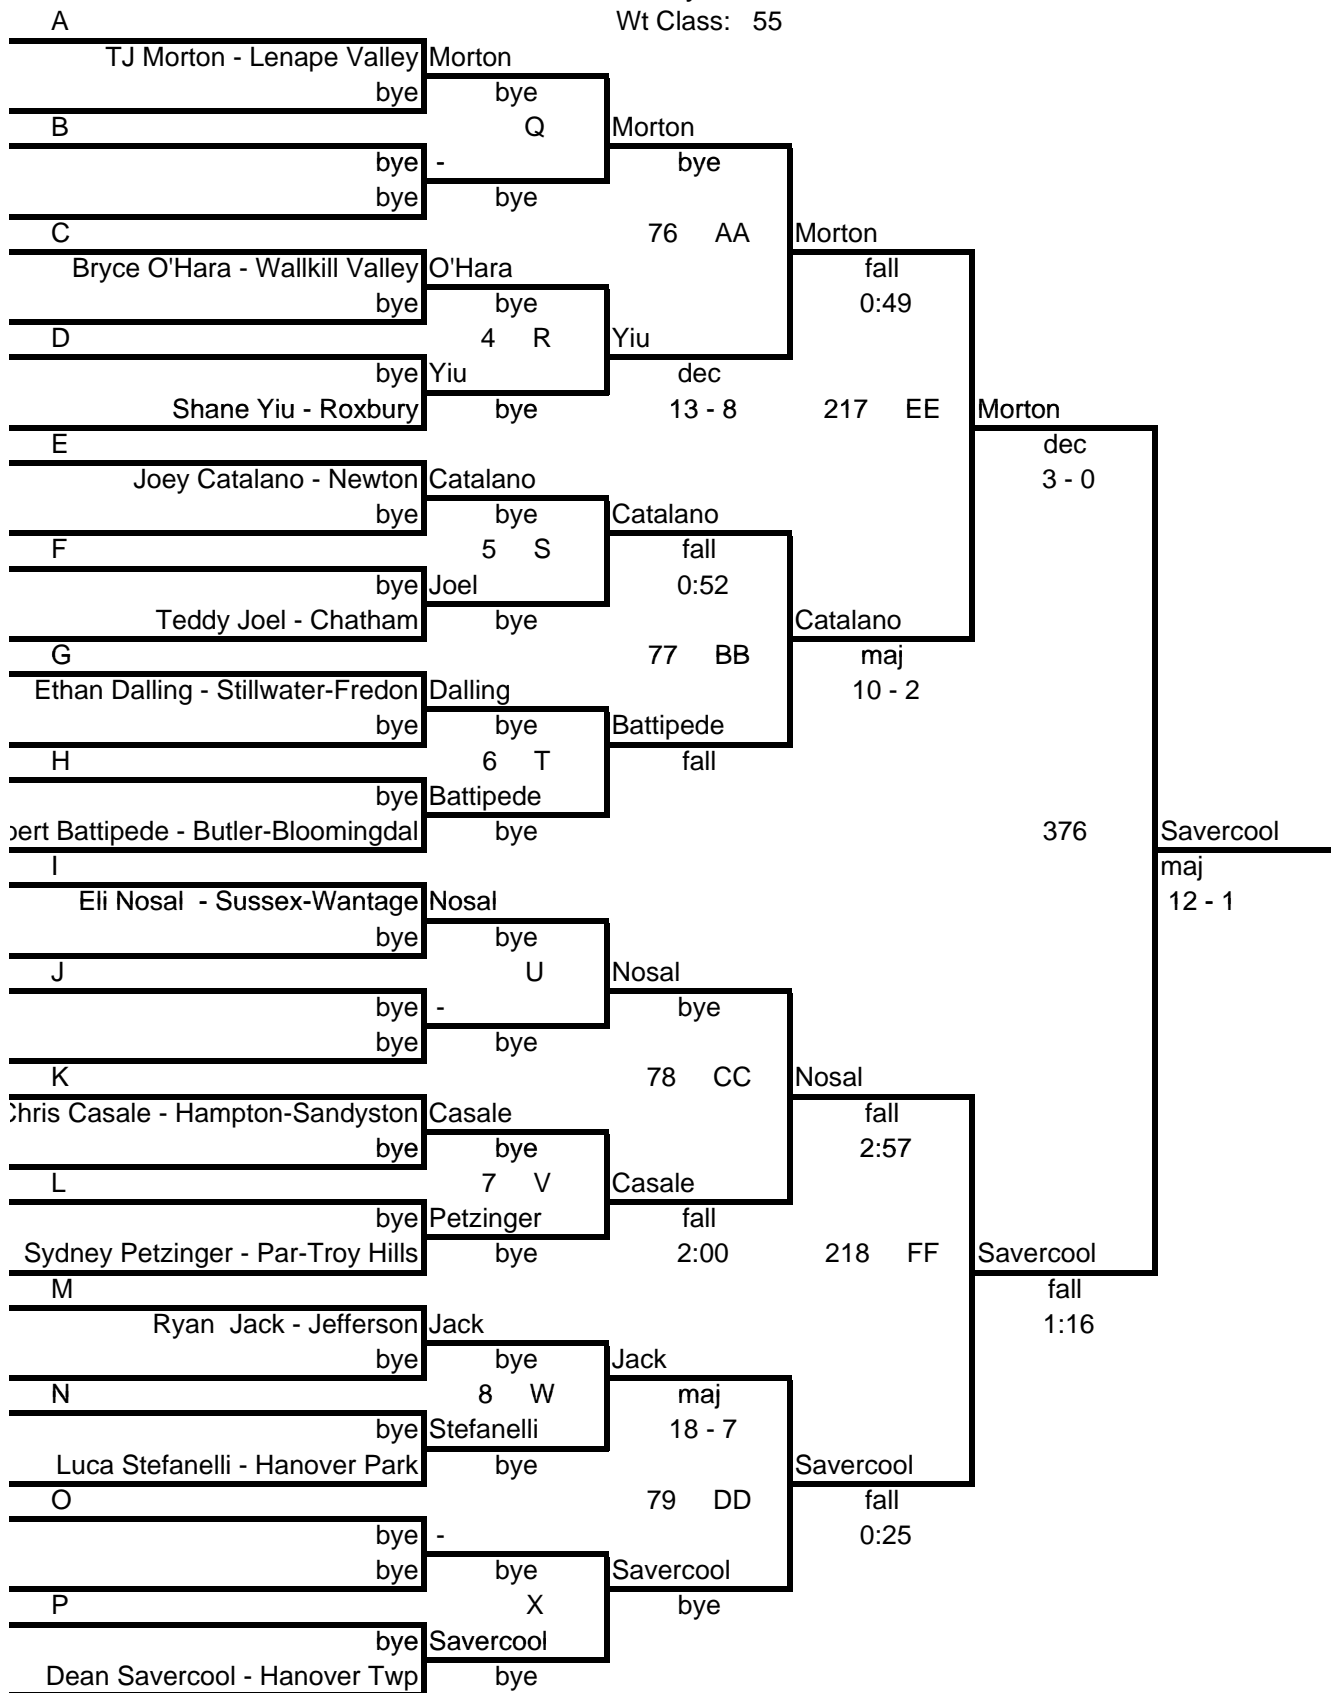 A
Wt Class: 55
TJ Morton - Lenape Valley Morton
bye bye
B Q Morton
bye - bye
bye bye
C 76 AA Morton
Bryce O'Hara - Wallkill Valley O'Hara fall
bye bye 0:49
D 4 R Yiu
bye Yiu dec
Shane Yiu - Roxbury bye 13 - 8 217 EE Morton
E dec
Joey Catalano - Newton Catalano 3 - 0
bye bye Catalano
F 5 S fall
bye Joel 0:52
Teddy Joel - Chatham bye Catalano
G 77 BB maj
Ethan Dalling - Stillwater-Fredon Dalling 10 - 2
bye bye Battipede
H 6 T fall
bye Battipede
Battipede - Butler-Bloomingdal bye 376 Savercool
I maj
Eli Nosal - Sussex-Wantage Nosal 12 - 1
bye bye
J U Nosal
bye - bye
bye bye
K 78 CC Nosal
Chris Casale - Hampton-Sandyston Casale fall
bye bye 2:57
L 7 V Casale
bye Petzinger fall
Sydney Petzinger - Par-Troy Hills bye 2:00 218 FF Savercool
M fall
Ryan Jack - Jefferson Jack 1:16
bye bye Jack
N 8 W maj
bye Stefanelli 18 - 7
Luca Stefanelli - Hanover Park bye Savercool
O 79 DD fall
bye - 0:25
bye bye Savercool
P X bye
bye Savercool
Dean Savercool - Hanover Twp bye